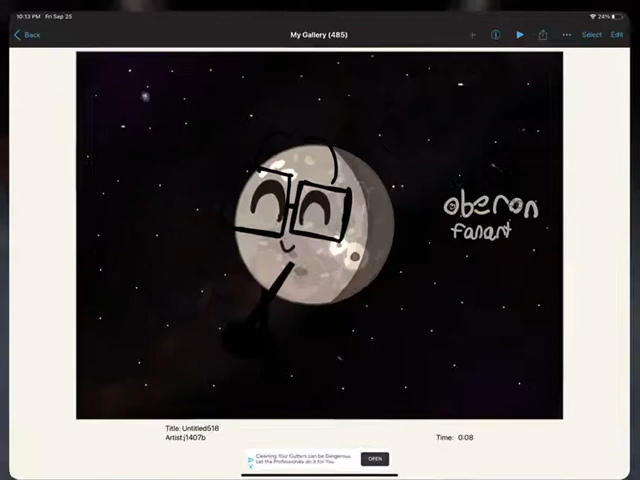 10:13 PM Fri Sep 25
24%
Back
My Gallery (485)
Select
Edit
oberon
fanart
Title: Untitled518
Artist:j1407b
Time: 0:08
Cleaning Your Gutters can be Dangerous.
Let the Professionals do it for You
OPEN